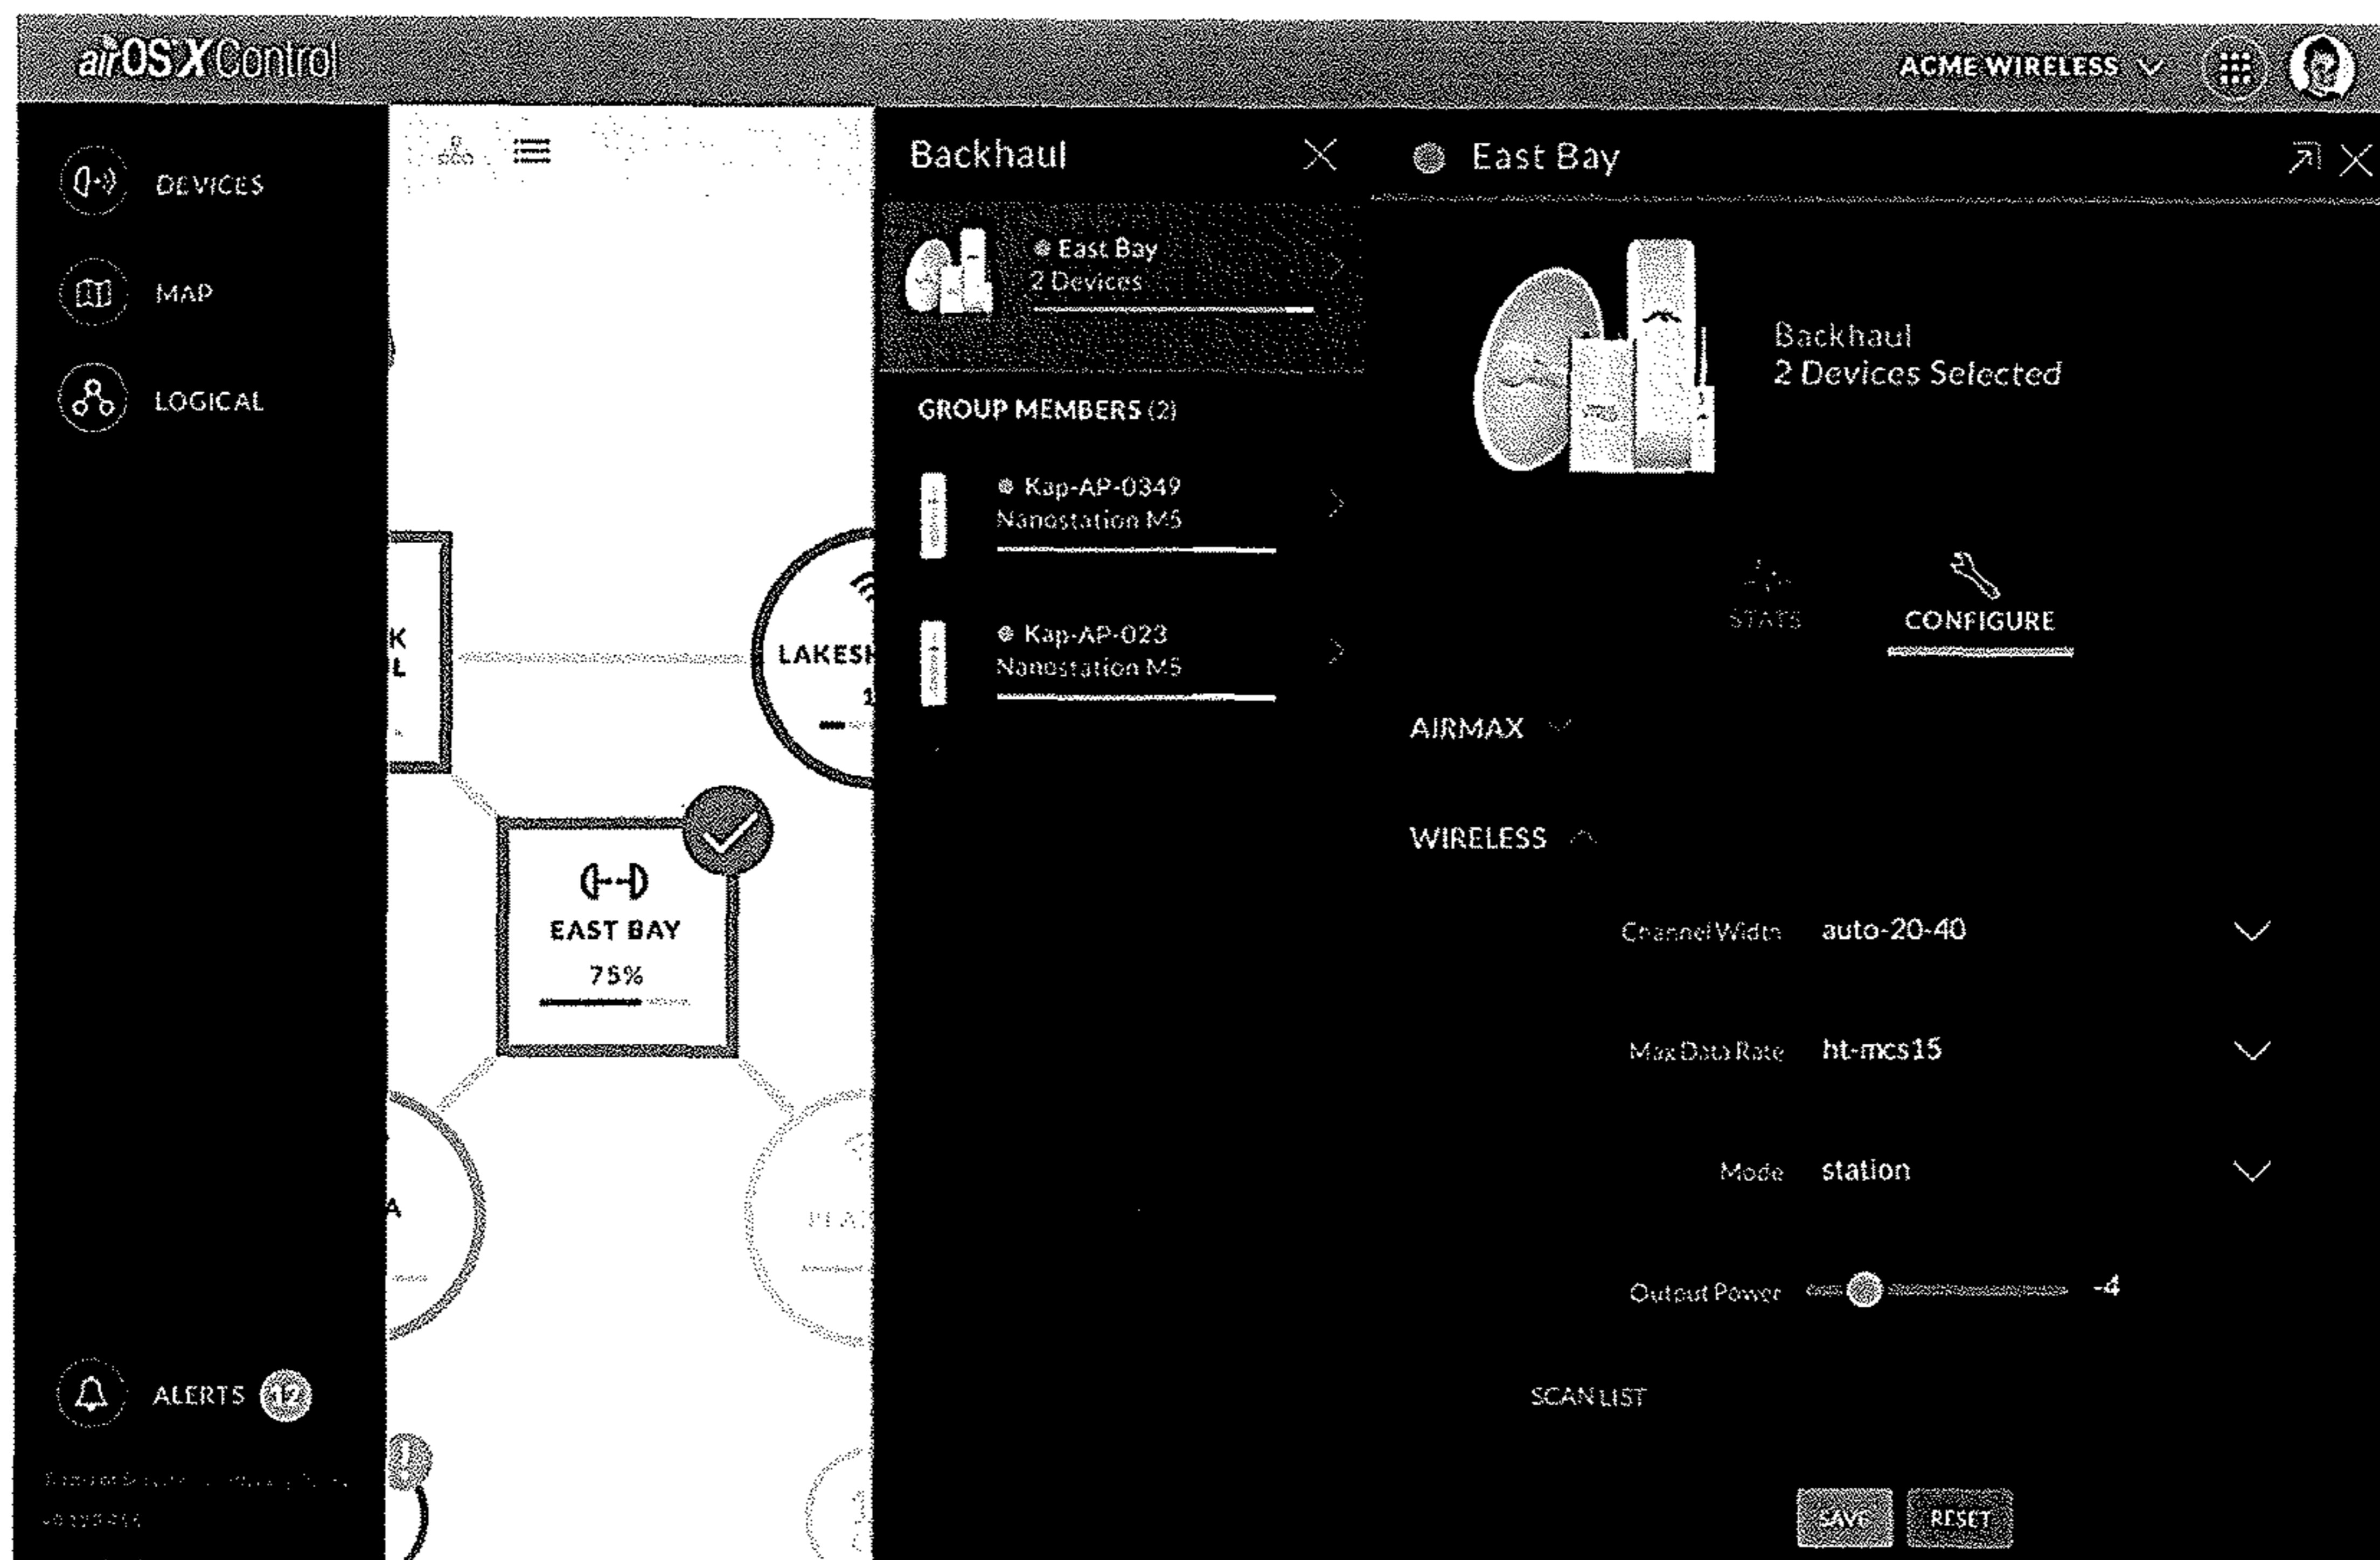 airOS X Control
ACME WIRELESS
DEVICES
MAP
LOGICAL
ALERTS 12
K
L
LAKESH
1
EAST BAY
75%
A
Backhaul
East Bay
2 Devices
GROUP MEMBERS (2)
Kap-AP-0349
Nanostation M5
Kap-AP-023
Nanostation M5
East Bay
Backhaul
2 Devices Selected
STATS
CONFIGURE
AIRMAX
WIRELESS
Channel Width auto-20-40
Max Data Rate ht-mcs15
Mode station
Output Power -4
SCAN LIST
SAVE RESET